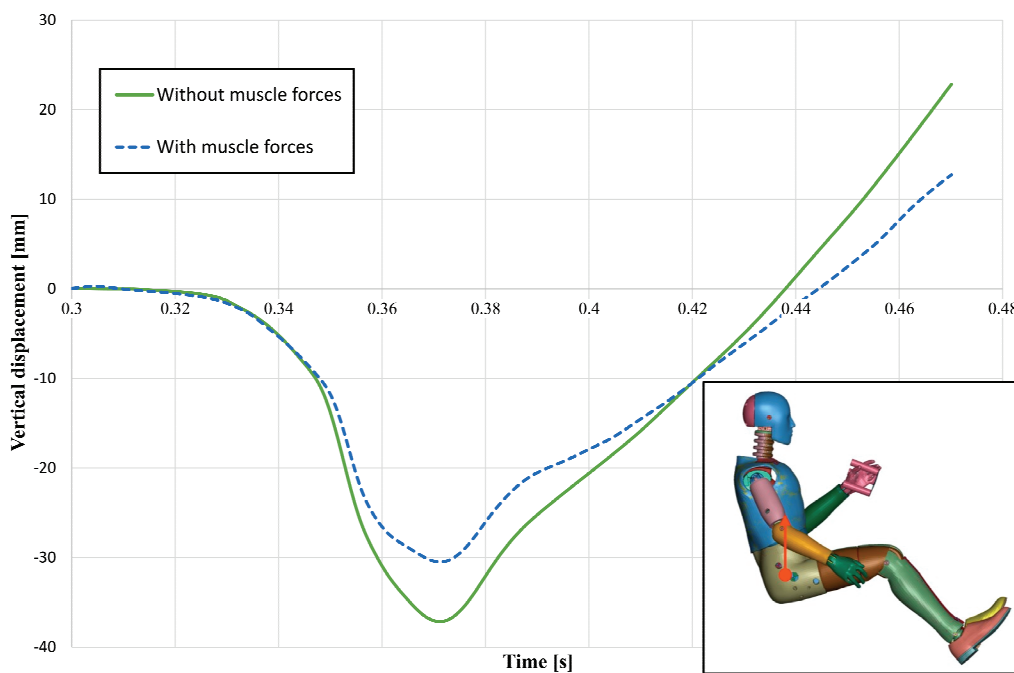 30
20
10
0
-10
-20
-30
-40
Vertical displacement [mm]
Without muscle forces
With muscle forces
0.3 0.32 0.34 0.36 0.38 0.4 0.42 0.44 0.46 0.48
Time [s]